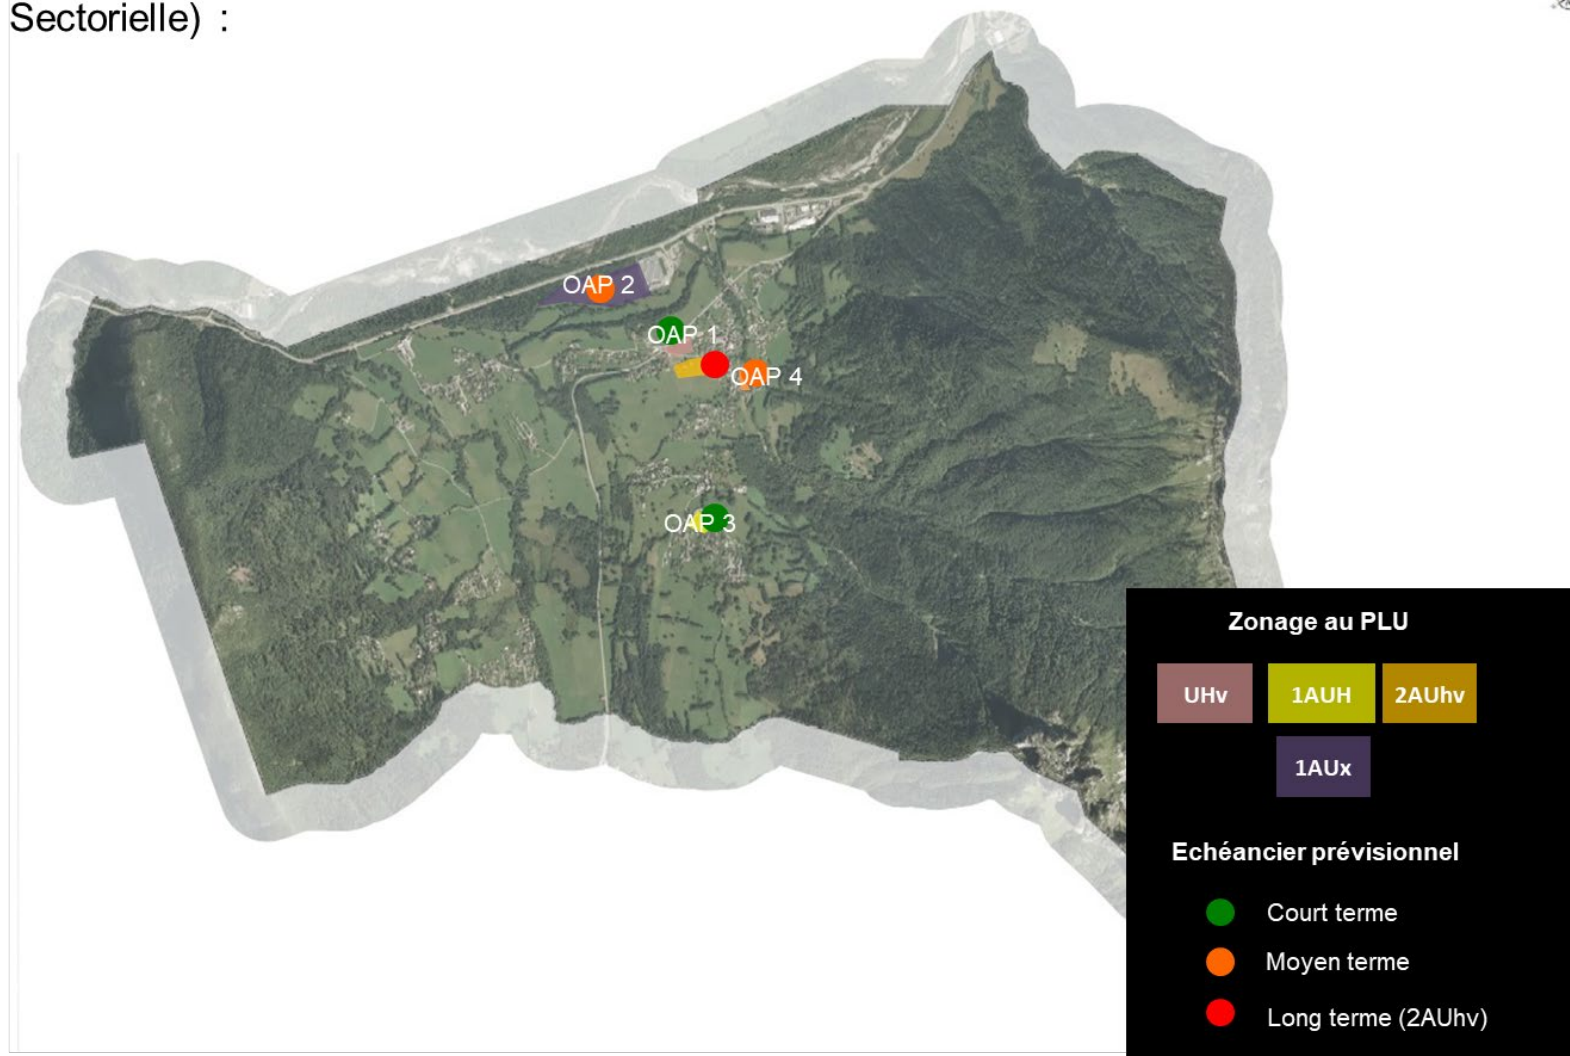 Sectorielle) :
OAP 2
OAP 1
OAP 4
OAP 3
Zonage au PLU
UHv 1AUH 2AUhv
1AUx
Echéancier prévisionnel
Court terme
Moyen terme
Long terme (2AUhv)